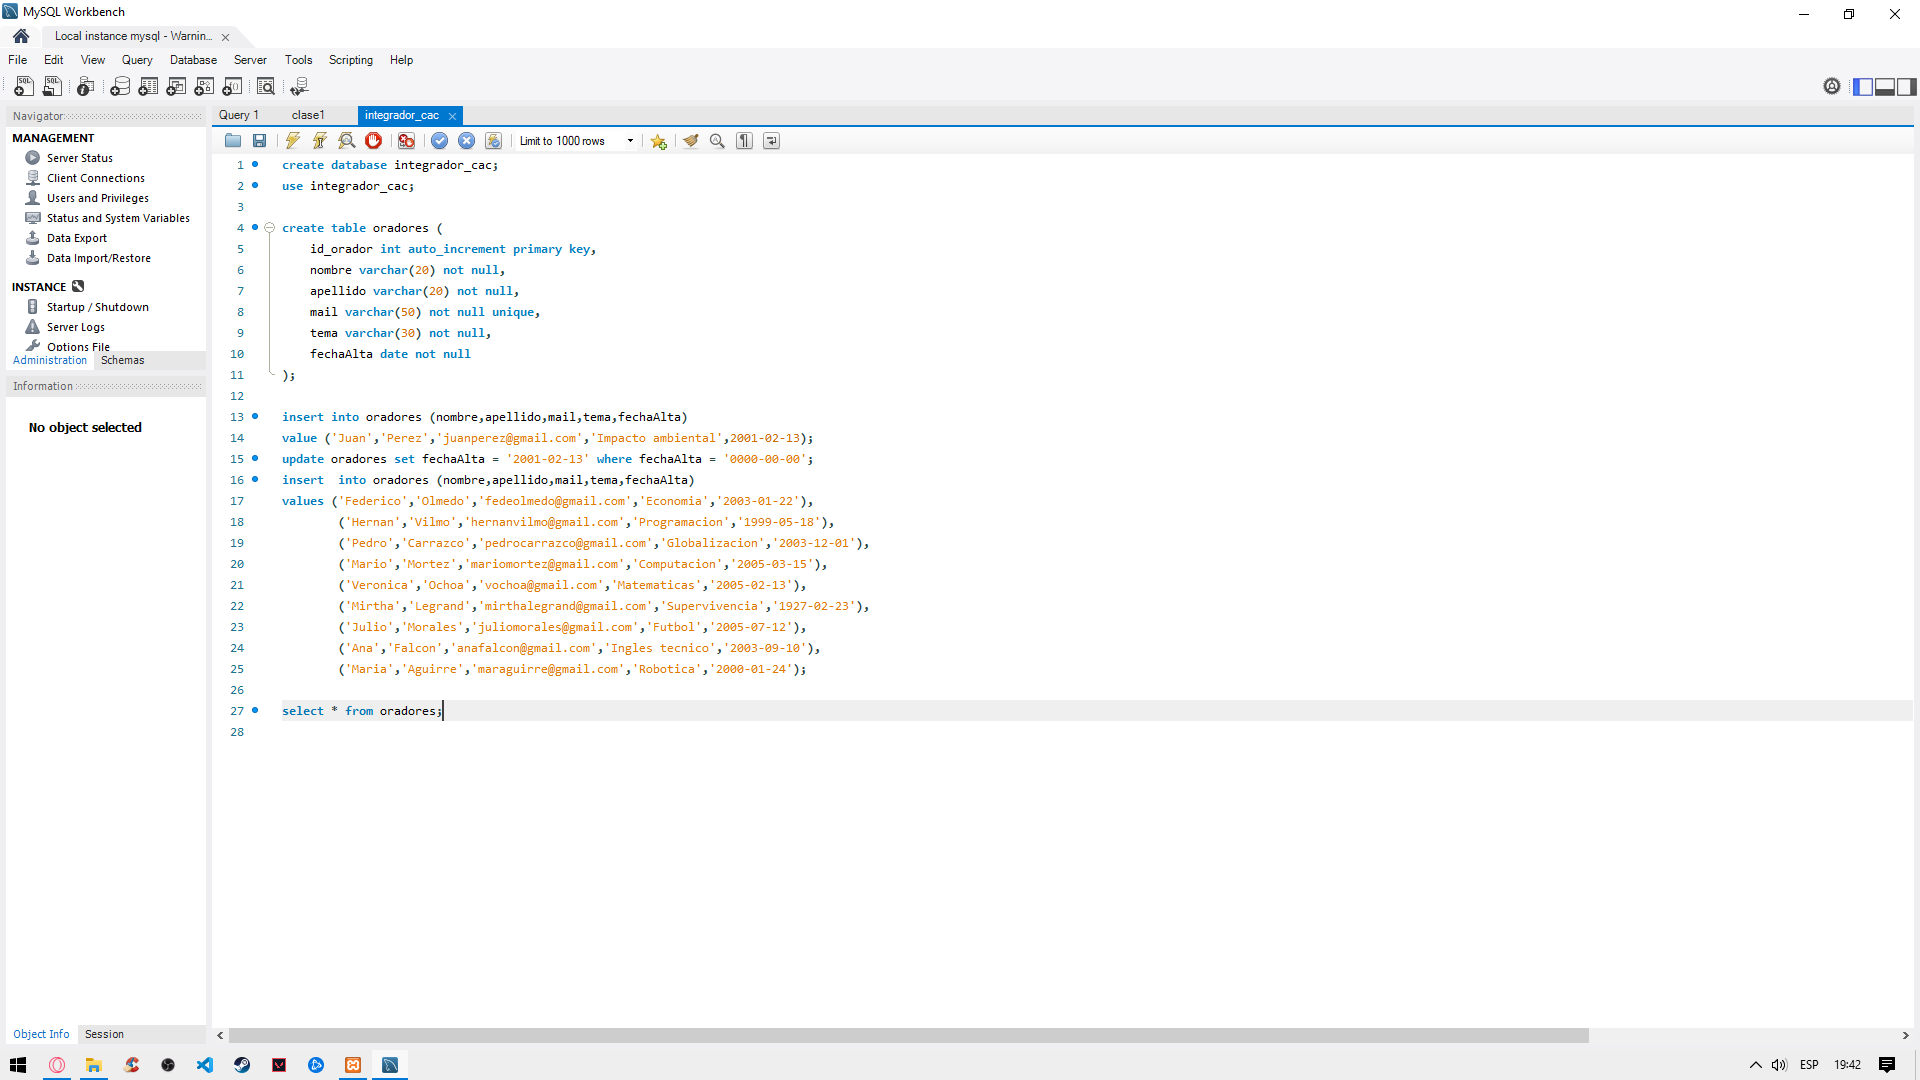 MySQL Workbench
Local instance mysql - Warnin...
File Edit View Query Database Server Tools Scripting Help
Navigator
MANAGEMENT
Server Status
Client Connections
Users and Privileges
Status and System Variables
Data Export
Data Import/Restore
INSTANCE
Startup / Shutdown
Server Logs
Options File
Administration Schemas
Information
No object selected
Object Info Session
Query 1 clase1 integrador_cac
Limit to 1000 rows
1 create database integrador_cac;
2 use integrador_cac;
3
4 create table oradores (
5 id_orador int auto_increment primary key,
6 nombre varchar(20) not null,
7 apellido varchar(20) not null,
8 mail varchar(50) not null unique,
9 tema varchar(30) not null,
10 fechaAlta date not null
11 );
12
13 insert into oradores (nombre,apellido,mail,tema,fechaAlta)
14 value ('Juan','Perez','juanperez@gmail.com','Impacto ambiental',2001-02-13);
15 update oradores set fechaAlta = '2001-02-13' where fechaAlta = '0000-00-00';
16 insert  into oradores (nombre,apellido,mail,tema,fechaAlta)
17 values ('Federico','Olmedo','fedeolmedo@gmail.com','Economia','2003-01-22'),
18 ('Hernan','Vilmo','hernanvilmo@gmail.com','Programacion','1999-05-18'),
19 ('Pedro','Carrazco','pedrocarrazco@gmail.com','Globalizacion','2003-12-01'),
20 ('Mario','Mortez','mariomortez@gmail.com','Computacion','2005-03-15'),
21 ('Veronica','Ochoa','vochoa@gmail.com','Matematicas','2005-02-13'),
22 ('Mirtha','Legrand','mirthalegrand@gmail.com','Supervivencia','1927-02-23'),
23 ('Julio','Morales','juliomorales@gmail.com','Futbol','2005-07-12'),
24 ('Ana','Falcon','anafalcon@gmail.com','Ingles tecnico','2003-09-10'),
25 ('Maria','Aguirre','maraguirre@gmail.com','Robotica','2000-01-24');
26
27 select * from oradores;
28
ESP 19:42